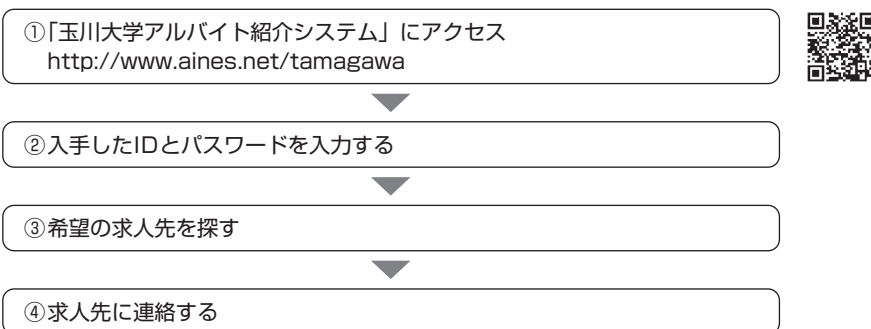 ①「玉川大学アルバイト紹介システム」にアクセス
http://www.aines.net/tamagawa
②入手したIDとパスワードを入力する
③希望の求人先を探す
④求人先に連絡する